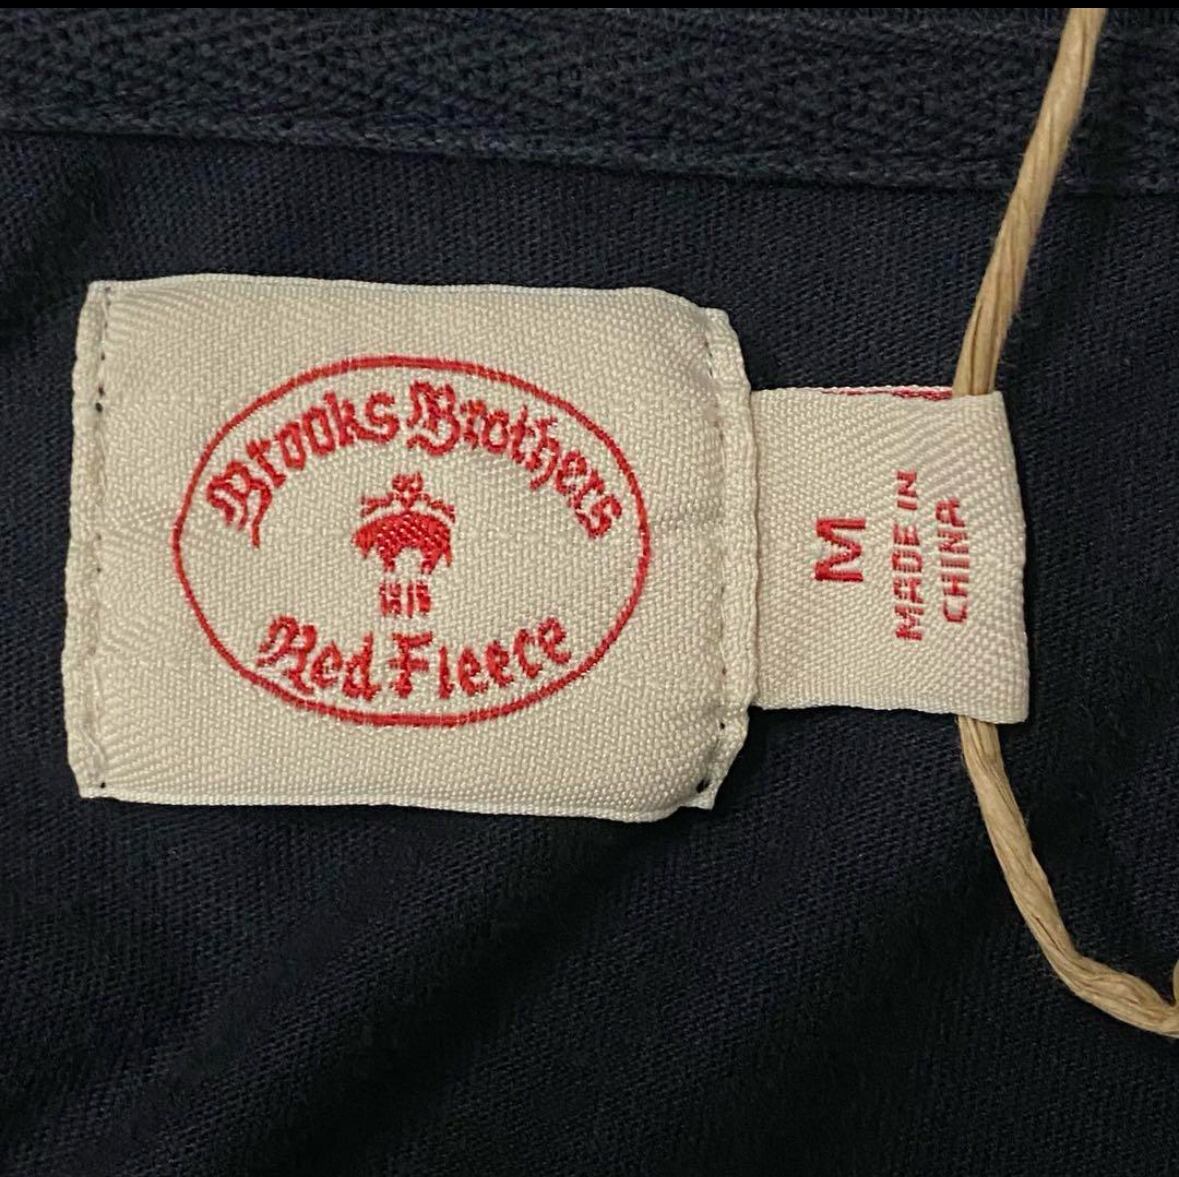 Brooks Brothers
Red Fleece
M
MADE IN
CHINA